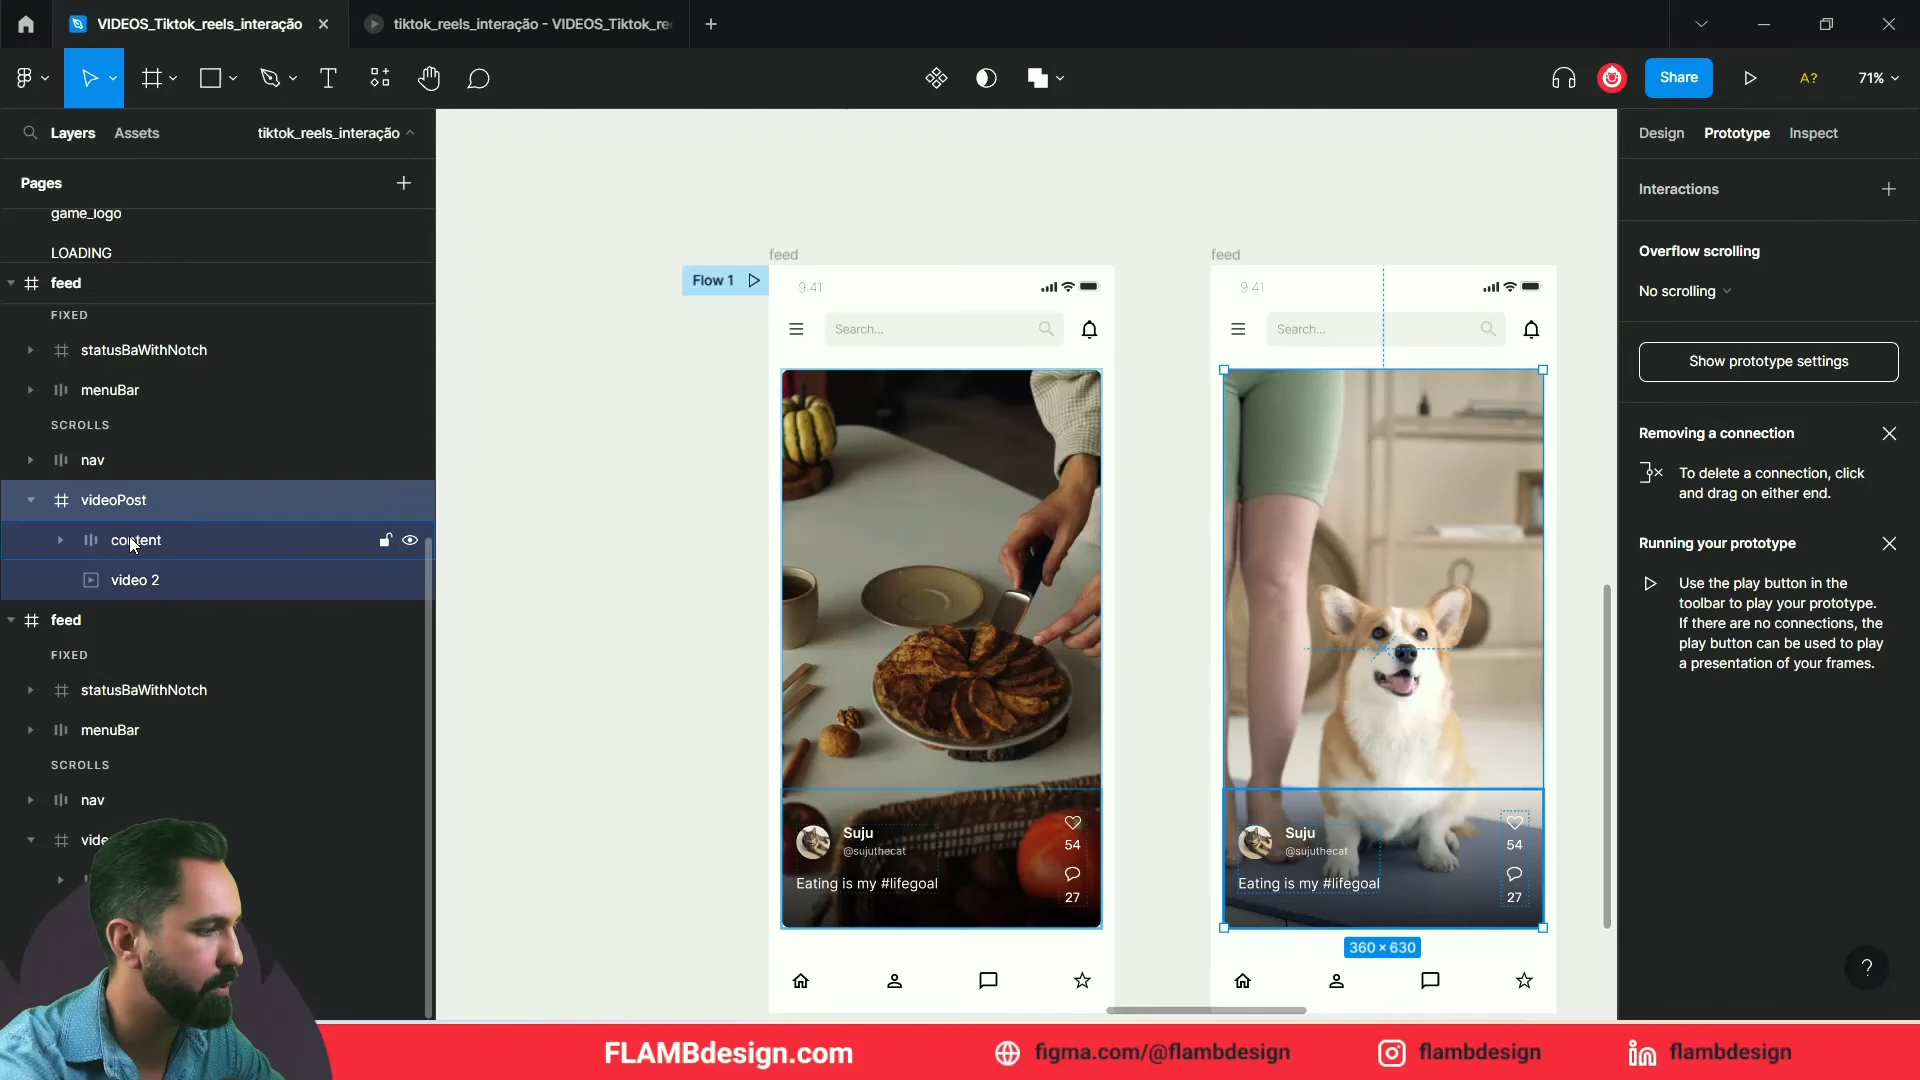 VIDEOS_Tiktok_reels_interação
tiktok_reels_interação - VIDEOS_Tiktok_re
Share
A?
71%
Layers
Assets
tiktok_reels_interação
Pages
game_logo
LOADING
feed
FIXED
statusBaWithNotch
menuBar
SCROLLS
nav
videoPost
content
video 2
feed
FIXED
statusBaWithNotch
menuBar
SCROLLS
nav
vide
feed
Flow 1
9:41
Search...
Suju
@sujuthecat
Eating is my #lifegoal
54
27
feed
9:41
Search...
Suju
@sujuthecat
Eating is my #lifegoal
54
27
360 × 630
Design
Prototype
Inspect
Interactions
Overflow scrolling
No scrolling
Show prototype settings
Removing a connection
To delete a connection, click
and drag on either end.
Running your prototype
Use the play button in the
toolbar to play your prototype.
If there are no connections, the
play button can be used to play
a presentation of your frames.
?
FLAMBdesign.com
figma.com/@flambdesign
flambdesign
flambdesign